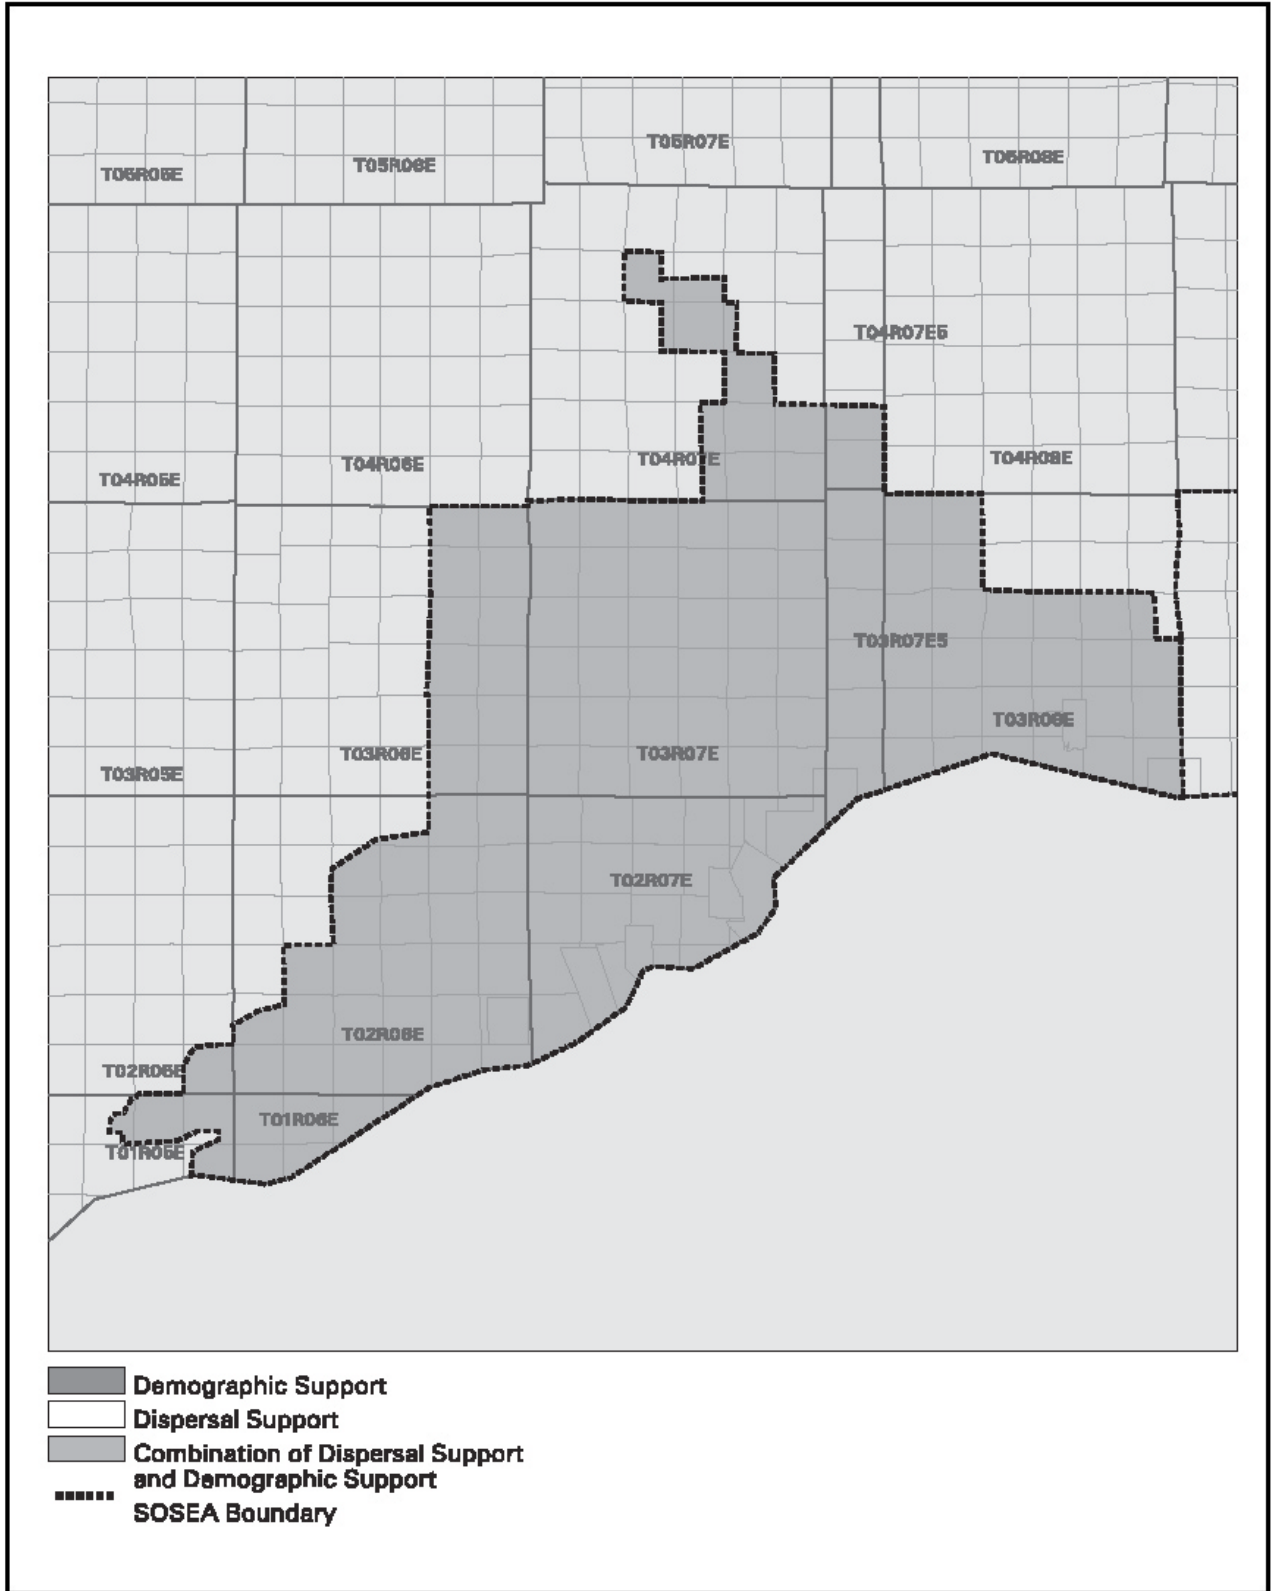 T05R05E
T05R06E
T05R07E
T05R08E
T04R07E5
T04R05E
T04R06E
T04R07E
T04R08E
T03R07E5
T03R08E
T03R05E
T03R06E
T03R07E
T02R07E
T02R06E
T02R05E
T01R06E
T01R05E
Demographic Support
Dispersal Support
Combination of Dispersal Support
and Demographic Support
SOSEA Boundary